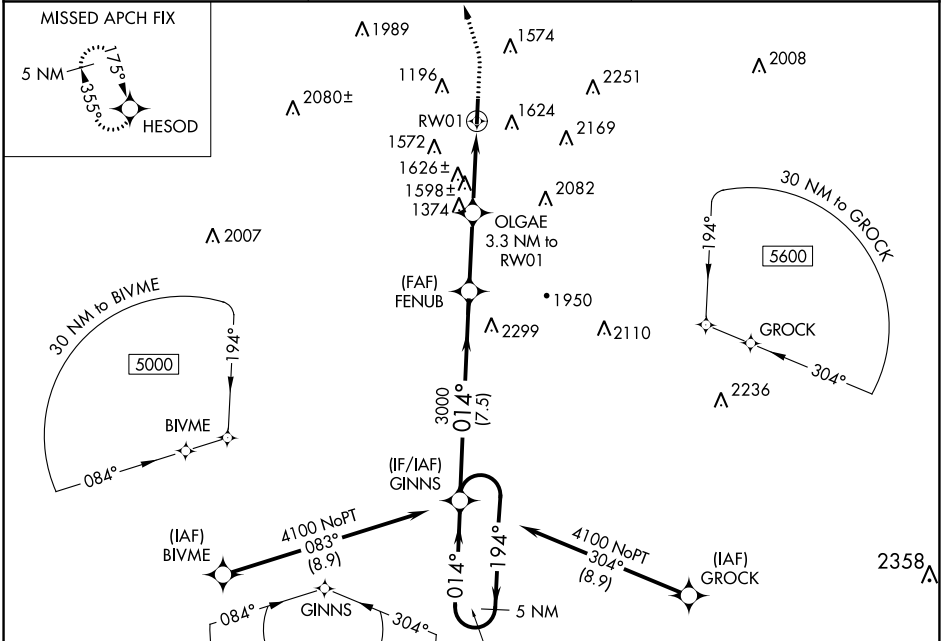 MISSED APCH FIX
5 NM
175°
355°
HESOD
1989
1574
2008
1196
2251
2080±
RW01
1624
2169
1572
1626±
1598±
1374
2082
OLGAE
3.3 NM to
RW01
2007
30 NM to GROCK
194°
5600
GROCK
304°
(FAF)
FENUB
1950
2299
2110
30 NM to BIVME
194°
5000
BIVME
084°
2236
3000
014°
(7.5)
(IF/IAF)
GINNS
4100 NoPT
083°
(8.9)
(IAF)
BIVME
014°
194°
5 NM
4100 NoPT
304°
(8.9)
(IAF)
GROCK
2358
084°
GINNS
304°